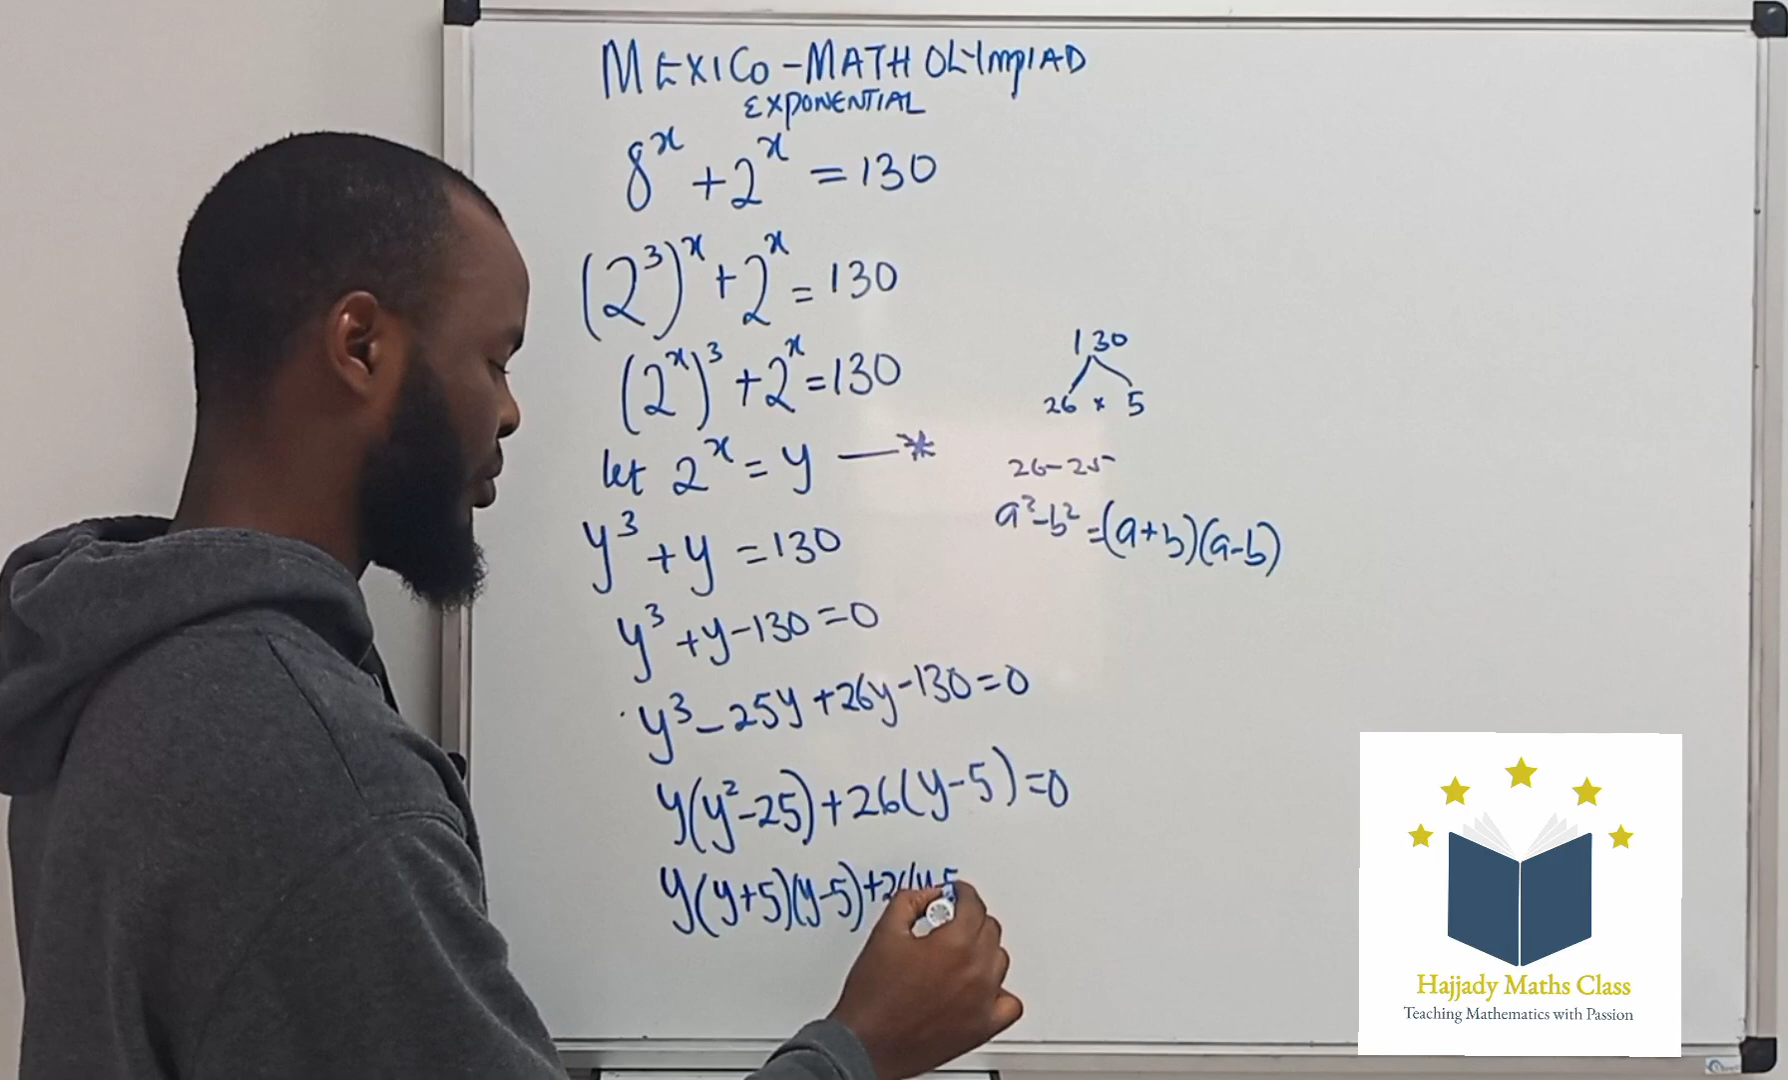 MEXICO-MATH OLYMPIAD
EXPONENTIAL
8^x + 2^x = 130
(2^3)^x + 2^x = 130
(2^x)^3 + 2^x = 130
let 2^x = y —*
y^3 + y = 130
y^3 + y - 130 = 0
y^3 - 25y + 26y - 130 = 0
y(y^2 - 25) + 26(y - 5) = 0
y(y + 5)(y - 5) + 26(y - 5
130
26 x 5
26 - 25
a^2 - b^2 = (a + b)(a - b)
Hajjady Maths Class
Teaching Mathematics with Passion